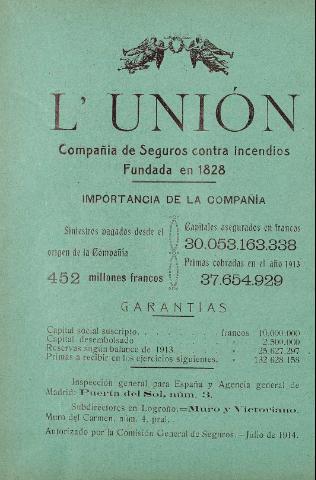 L' UNIÓN
Compañia de Seguros contra Incendios
Fundada en 1828
IMPORTANCIA DE LA COMPAÑÍA
Siniestros pagados desde el
origen de la Compañía
452 millones francos
Capitales asegurados en francos
30.053.163.338
Primas cobradas en el año 1913
37.654.929
GARANTÍAS
Capital social suscripto. . . . . francos 10.000.000
Capital desembolsado . . » 2.500.000
Reservas según balance de 1913. . » 25.627.297
Primas á recibir en los ejercicios siguientes. » 132.628.158
Inspección general para España y Agencia general de
Madrid: Puerta del Sol, núm. 3.
Subdirectores en Logroño.=Muro y Victoriano.
Muro del Carmen, núm. 4, pral.
Autorizado por la Comisión General de Seguros.—Julio de 1914.